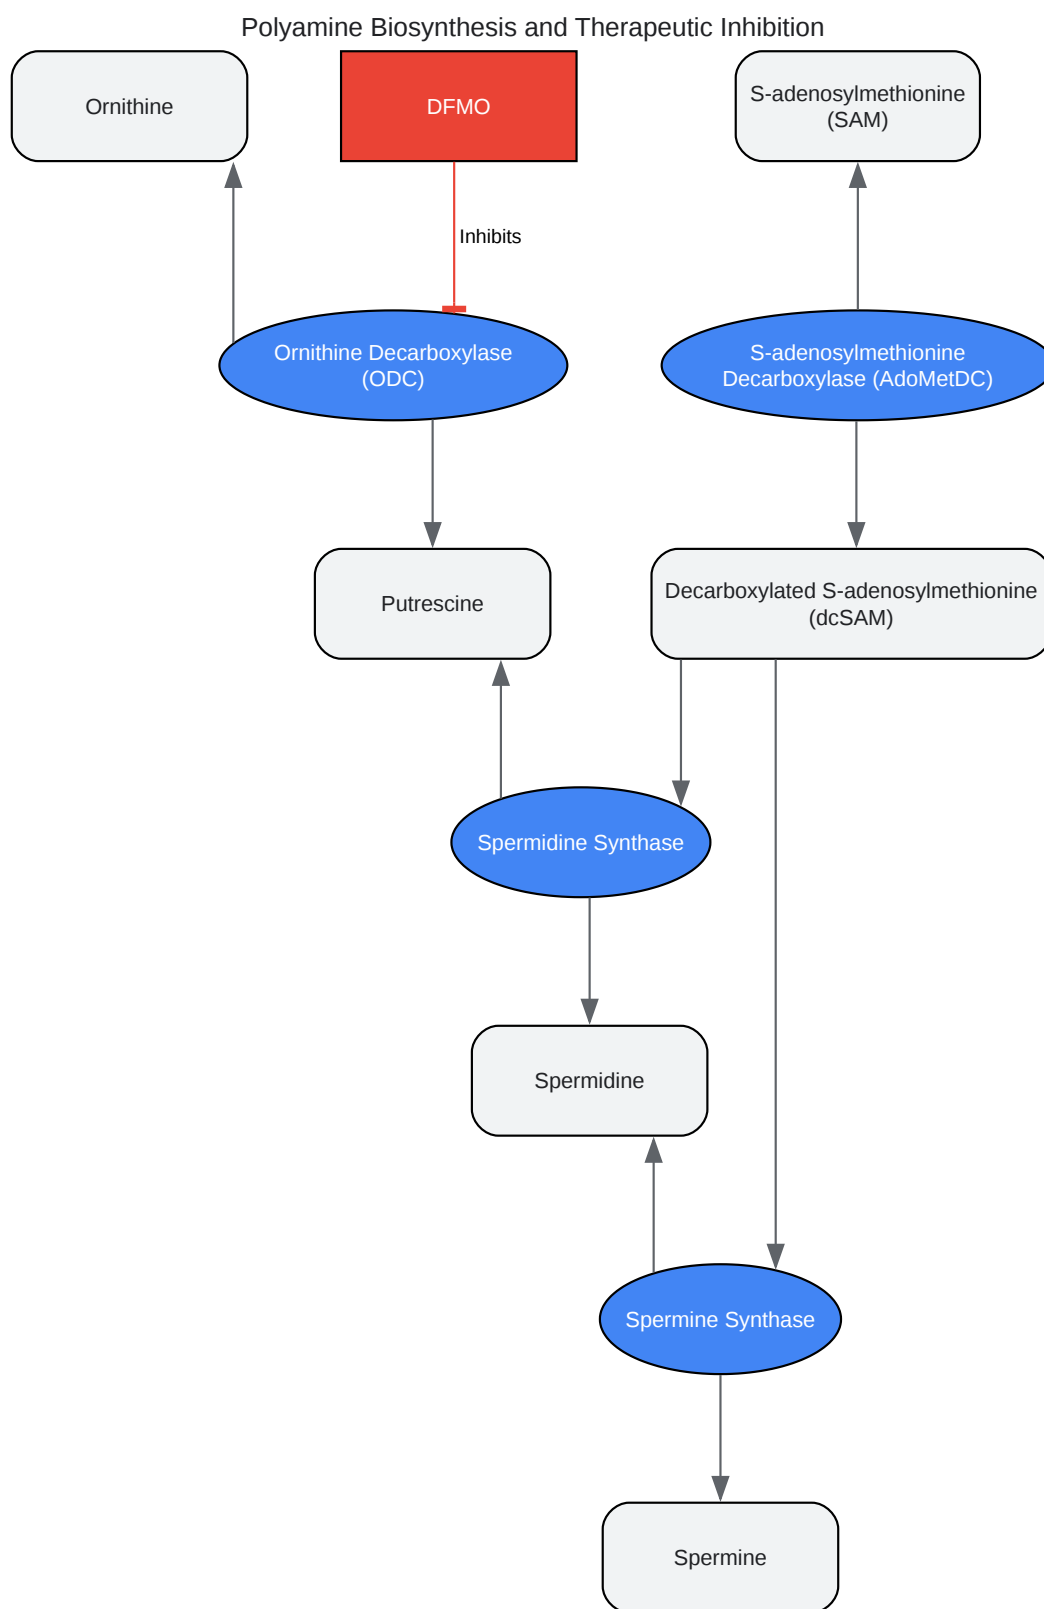 Polyamine Biosynthesis and Therapeutic Inhibition
Ornithine
DFMO
S-adenosylmethionine
(SAM)
Inhibits
Ornithine Decarboxylase
(ODC)
S-adenosylmethionine
Decarboxylase (AdoMetDC)
Putrescine
Decarboxylated S-adenosylmethionine
(dcSAM)
Spermidine Synthase
Spermidine
Spermine Synthase
Spermine